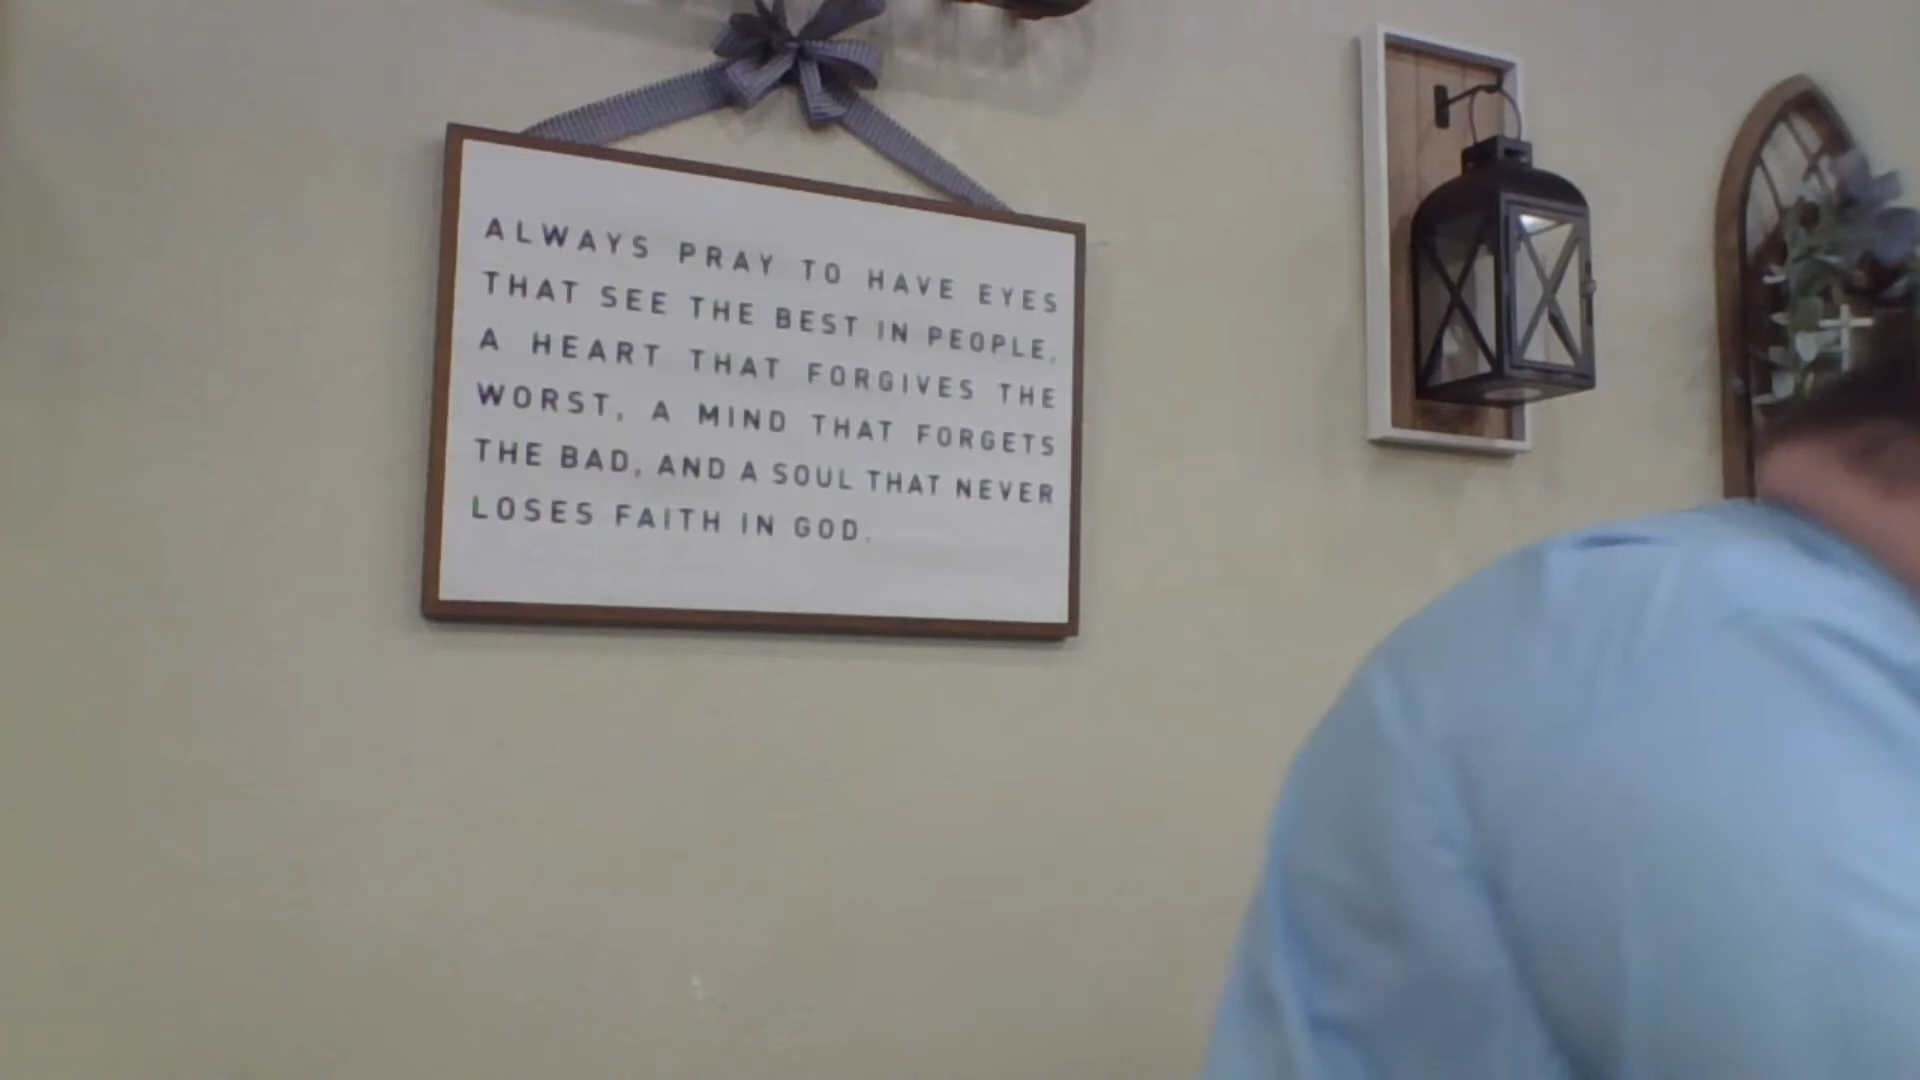 ALWAYS PRAY TO HAVE EYES
THAT SEE THE BEST IN PEOPLE,
A HEART THAT FORGIVES THE
WORST, A MIND THAT FORGETS
THE BAD, AND A SOUL THAT NEVER
LOSES FAITH IN GOD.